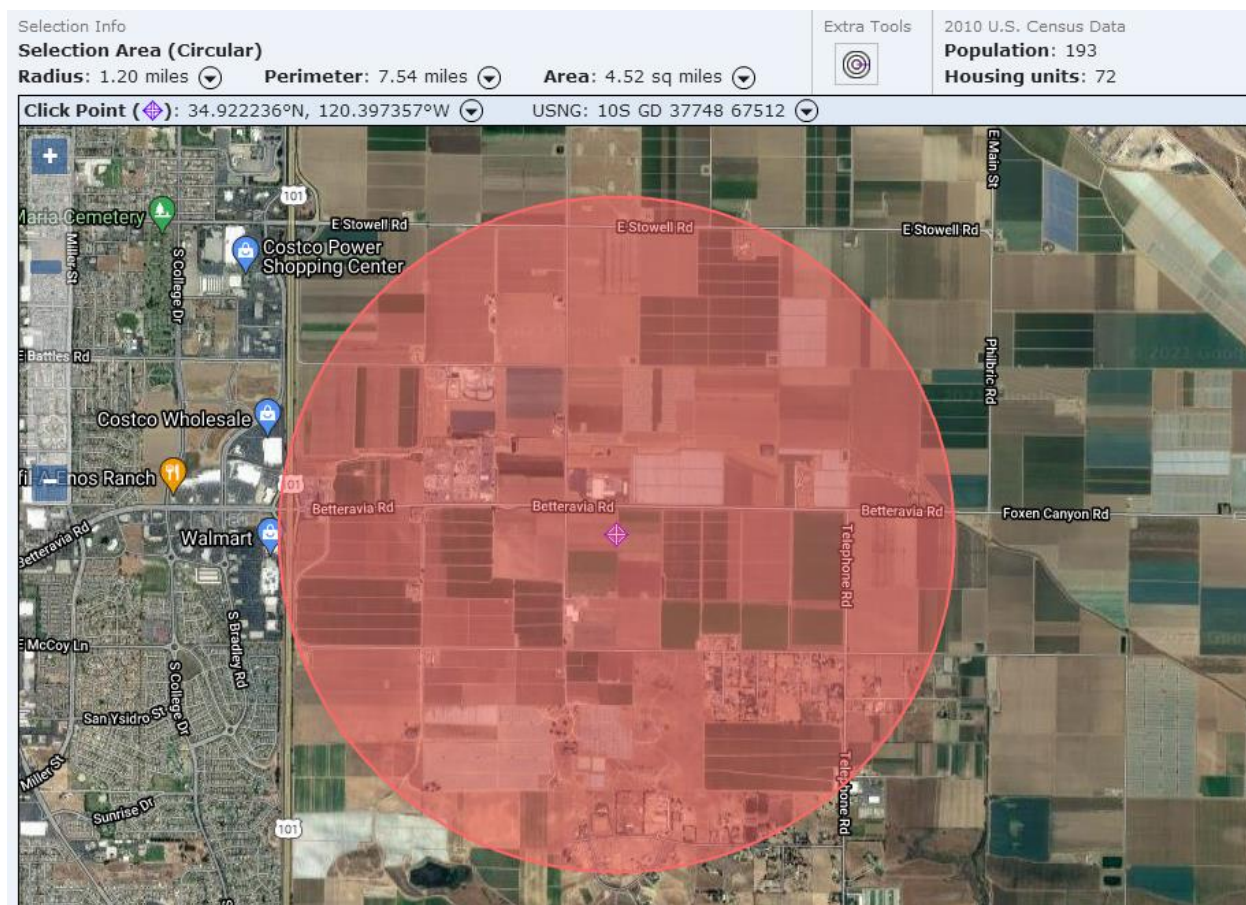 Selection Info
Selection Area (Circular)
Radius: 1.20 miles Perimeter: 7.54 miles Area: 4.52 sq miles
Extra Tools
2010 U.S. Census Data
Population: 193
Housing units: 72
Click Point ( ): 34.922236°N, 120.397357°W USNG: 10S GD 37748 67512
+
101
E Main St
Maria Cemetery
E Stowell Rd
E Stowell Rd
E Stowell Rd
Miller St
S College Dr
Costco Power
Shopping Center
E Battles Rd
Philbric Rd
Costco Wholesale
fil-A Enos Ranch
01
Betteravia Rd
Betteravia Rd
Betteravia Rd
Foxen Canyon Rd
Betteravia Rd
Walmart
Telephone Rd
E McCoy Ln
S Bradley Rd
S College Dr
San Ysidro St
Miller St
Sunrise Dr
Telephone Rd
101